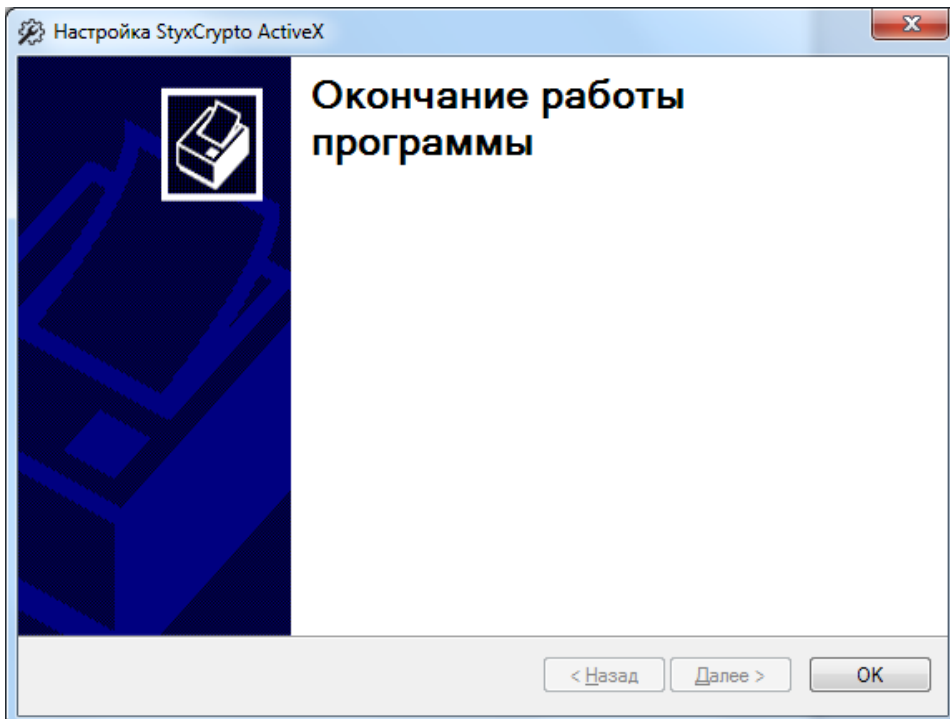 Настройка StyxCrypto ActiveX
Окончание работы
программы
< Назад
Далее >
OK